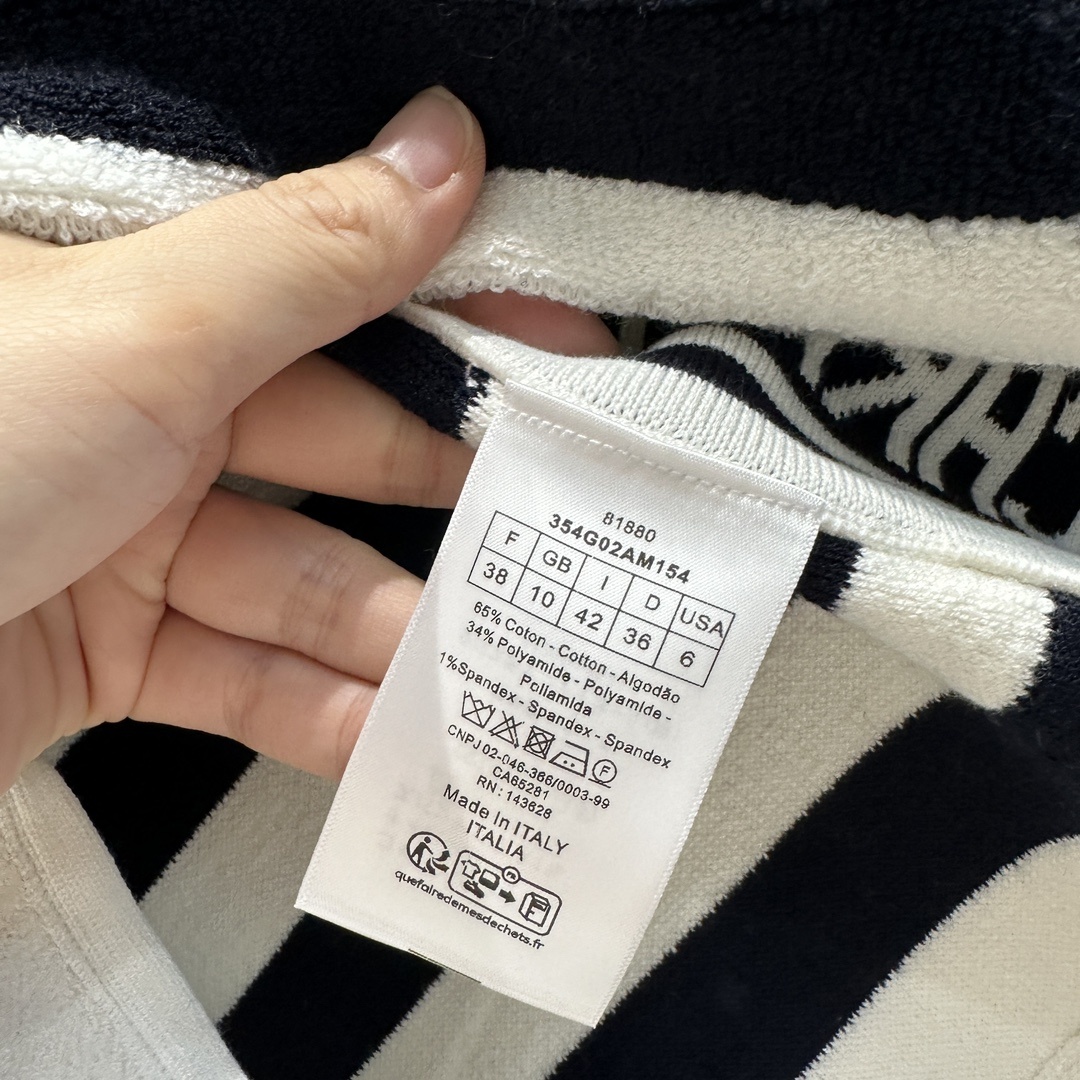 81880
354G02AM154
F GB I D USA
38 10 42 36 6
65% Coton - Cotton - Algodão
34% Polyamide - Polyamide -
Poliamida
1%Spandex - Spandex - Spandex
F
CNPJ 02-046-366/0003-99
CA65281
RN : 143628
Made in ITALY
ITALIA
FR
quefairedemesdechets.fr